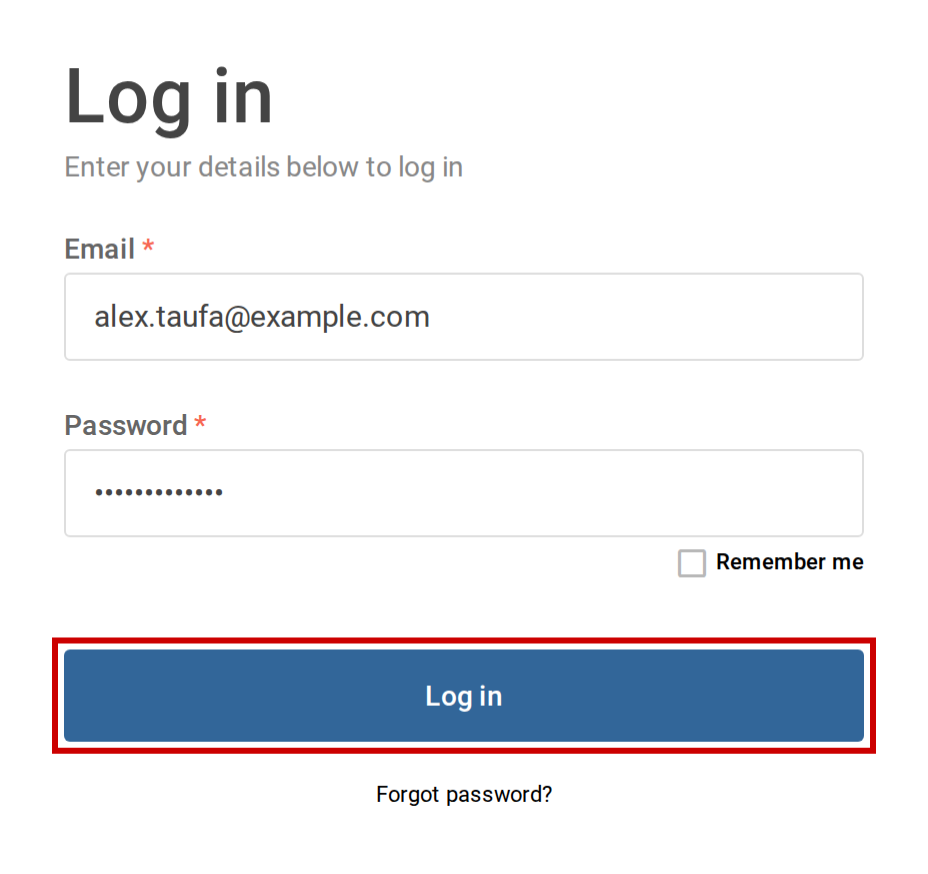 Log in
Enter your details below to log in
Email *
alex.taufa@example.com
Password *
•••••••••••••
Remember me
Log in
Forgot password?